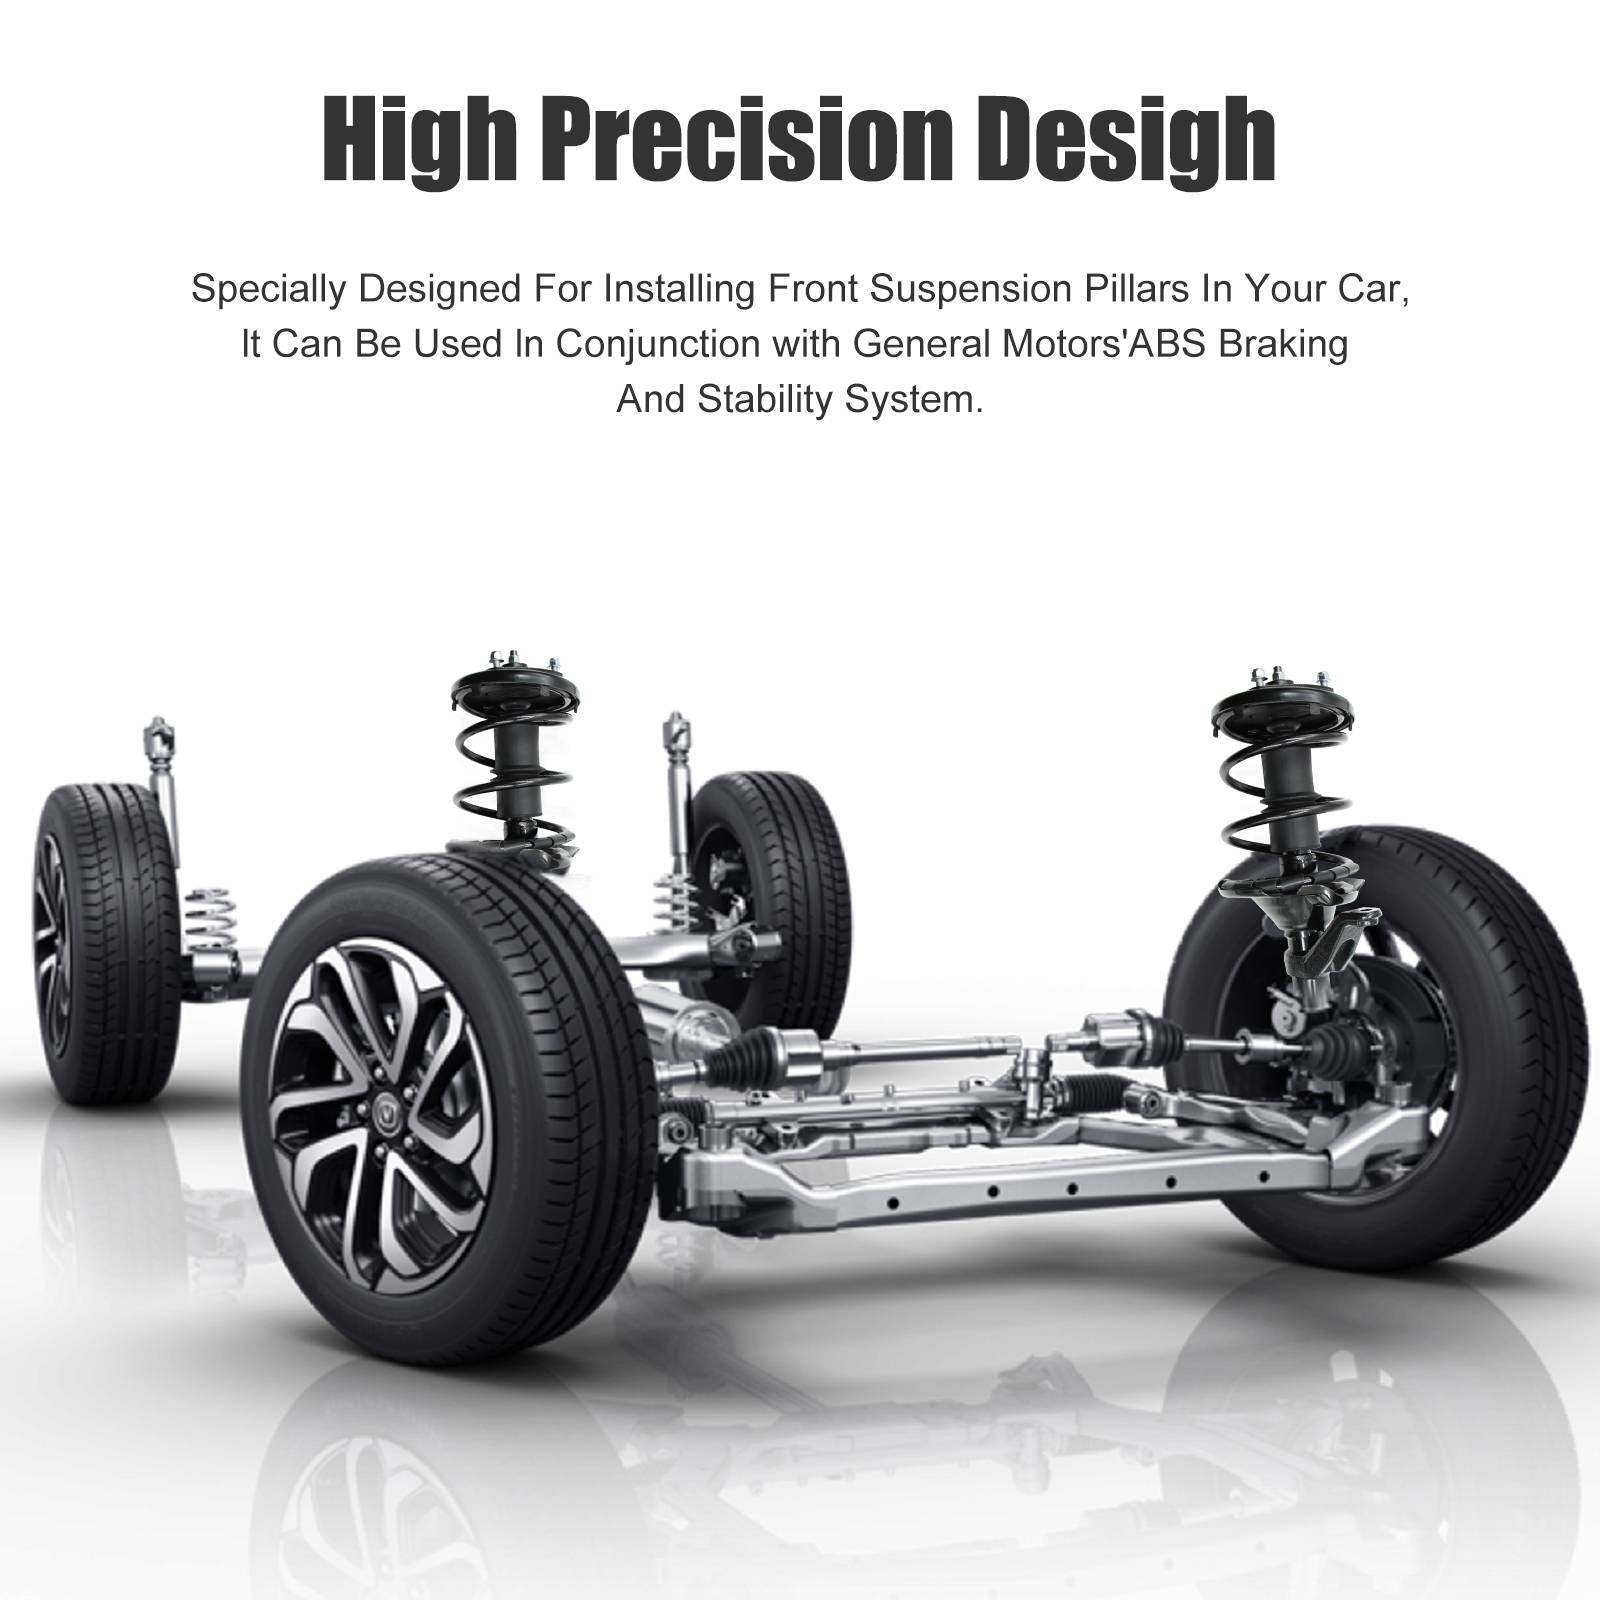 High Precision Desigh
Specially Designed For Installing Front Suspension Pillars In Your Car,
It Can Be Used In Conjunction with General Motors'ABS Braking
And Stability System.